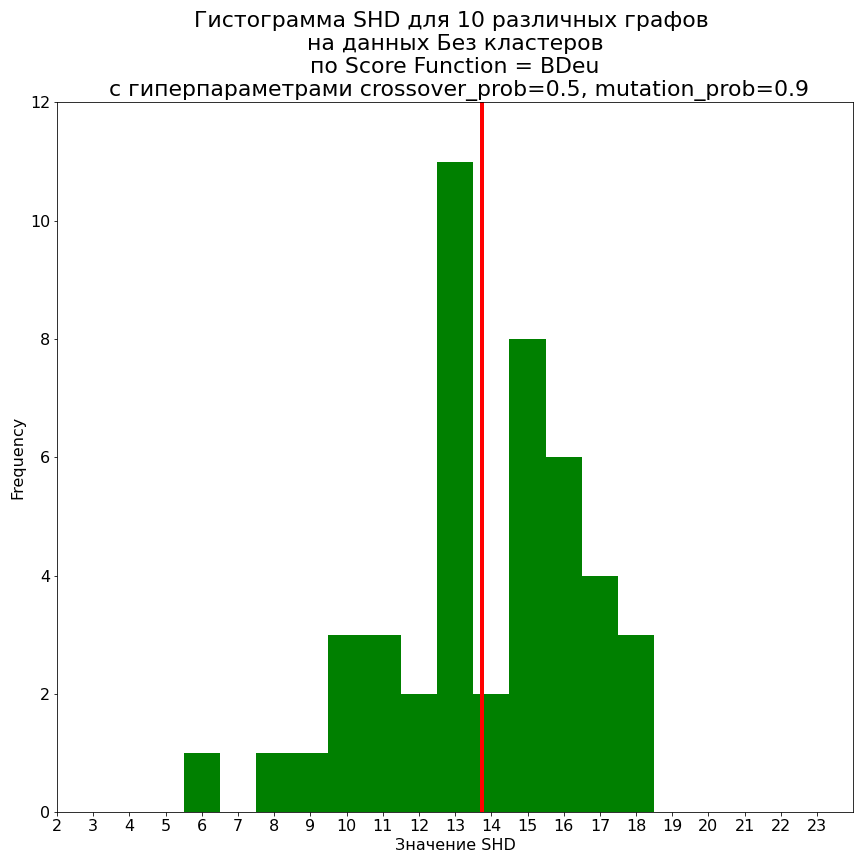 Гистограмма SHD для 10 различных графов
на данных Без кластеров
по Score Function = BDeu
с гиперпараметрами crossover_prob=0.5, mutation_prob=0.9
12
10
8
6
4
2
0
Frequency
2 3 4 5 6 7 8 9 10 11 12 13 14 15 16 17 18 19 20 21 22 23
Значение SHD